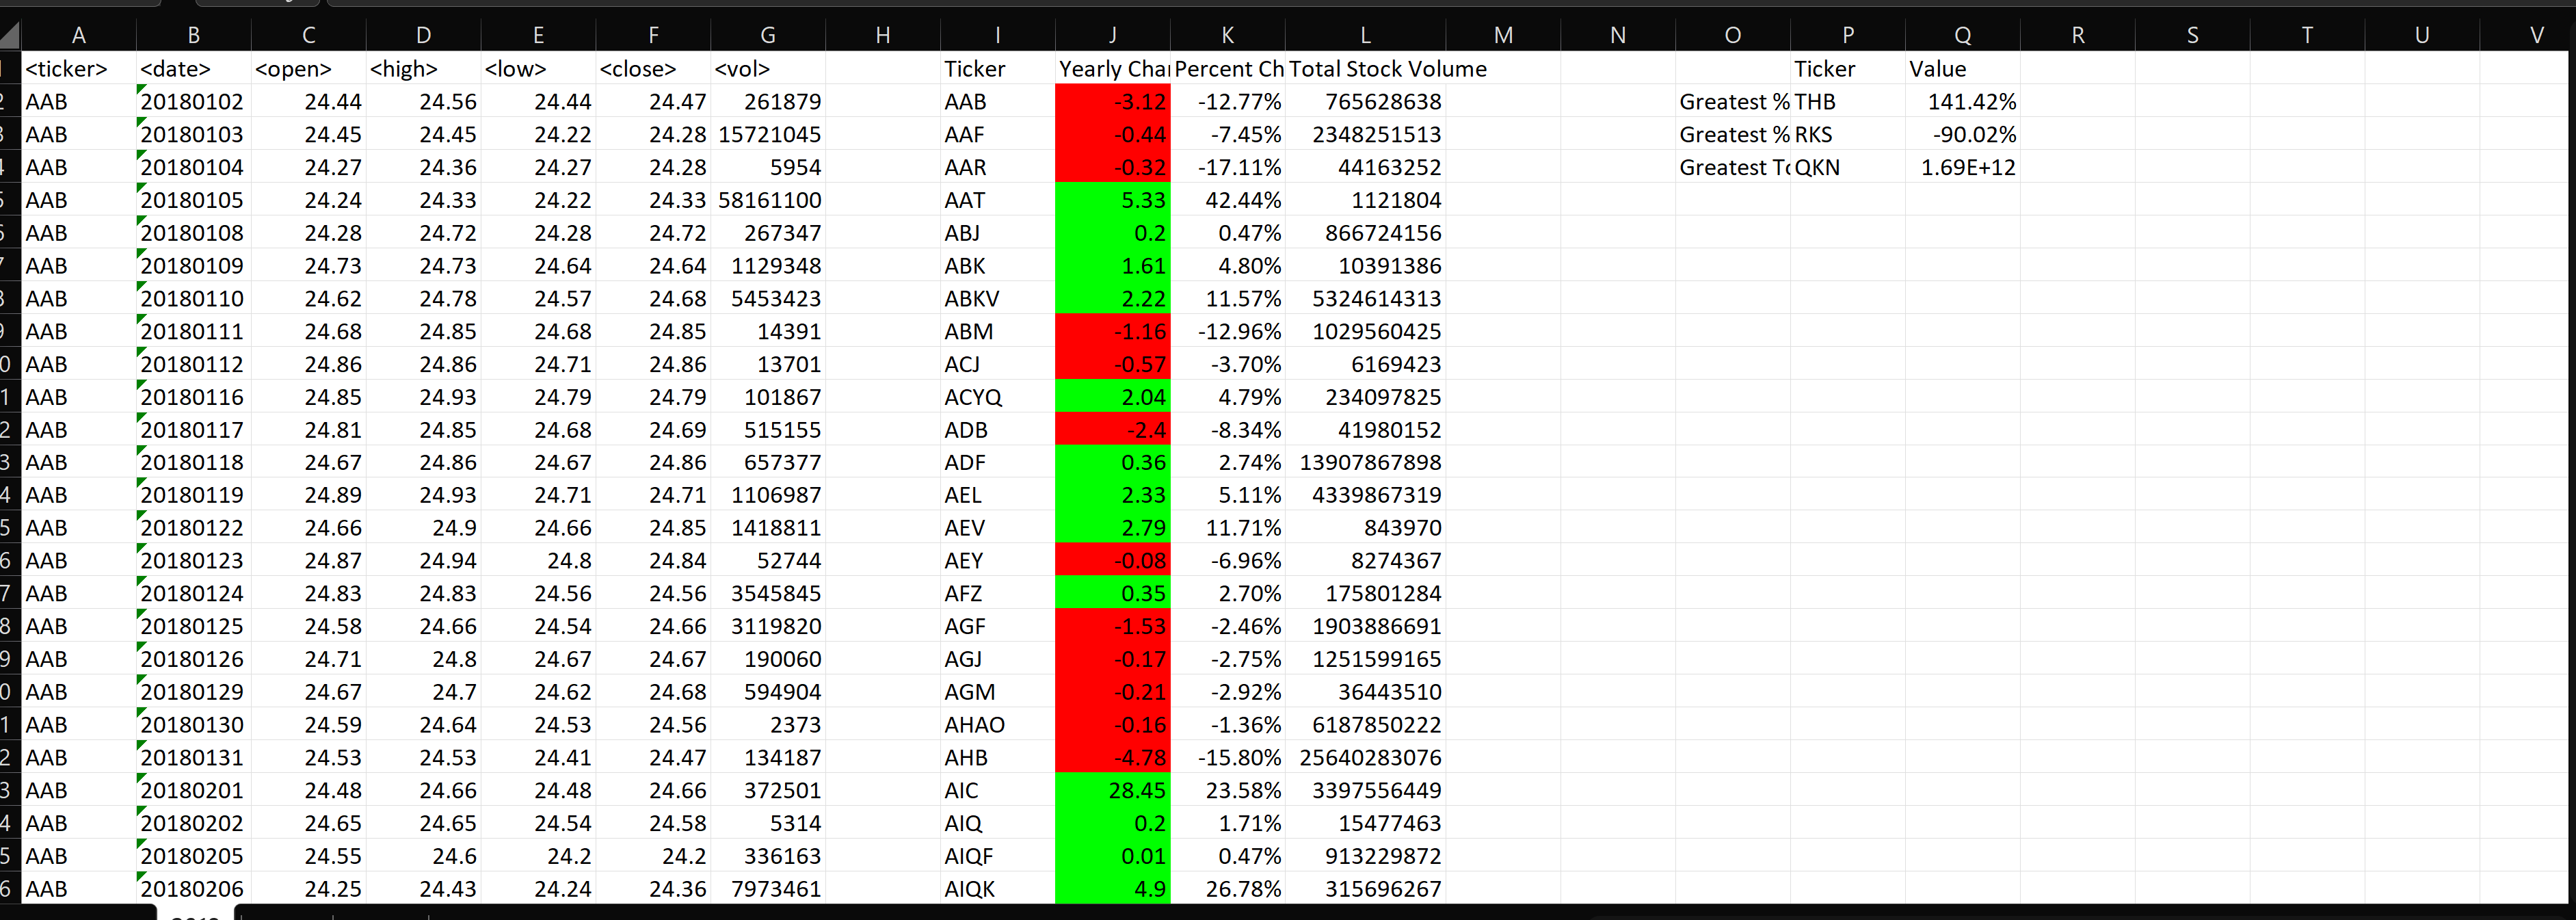 A B C D E F G H I J K L M N O P Q R S T U V
<ticker> <date> <open> <high> <low> <close> <vol> Ticker Yearly Chan Percent Ch Total Stock Volume Ticker Value
2 AAB 20180102 24.44 24.56 24.44 24.47 261879 AAB -3.12 -12.77% 765628638 Greatest % THB 141.42%
3 AAB 20180103 24.45 24.45 24.22 24.28 15721045 AAF -0.44 -7.45% 2348251513 Greatest % RKS -90.02%
4 AAB 20180104 24.27 24.36 24.27 24.28 5954 AAR -0.32 -17.11% 44163252 Greatest To QKN 1.69E+12
5 AAB 20180105 24.24 24.33 24.22 24.33 58161100 AAT 5.33 42.44% 1121804
6 AAB 20180108 24.28 24.72 24.28 24.72 267347 ABJ 0.2 0.47% 866724156
7 AAB 20180109 24.73 24.73 24.64 24.64 1129348 ABK 1.61 4.80% 10391386
8 AAB 20180110 24.62 24.78 24.57 24.68 5453423 ABKV 2.22 11.57% 5324614313
9 AAB 20180111 24.68 24.85 24.68 24.85 14391 ABM -1.16 -12.96% 1029560425
0 AAB 20180112 24.86 24.86 24.71 24.86 13701 ACJ -0.57 -3.70% 6169423
1 AAB 20180116 24.85 24.93 24.79 24.79 101867 ACYQ 2.04 4.79% 234097825
2 AAB 20180117 24.81 24.85 24.68 24.69 515155 ADB -2.4 -8.34% 41980152
3 AAB 20180118 24.67 24.86 24.67 24.86 657377 ADF 0.36 2.74% 13907867898
4 AAB 20180119 24.89 24.93 24.71 24.71 1106987 AEL 2.33 5.11% 4339867319
5 AAB 20180122 24.66 24.9 24.66 24.85 1418811 AEV 2.79 11.71% 843970
6 AAB 20180123 24.87 24.94 24.8 24.84 52744 AEY -0.08 -6.96% 8274367
7 AAB 20180124 24.83 24.83 24.56 24.56 3545845 AFZ 0.35 2.70% 175801284
8 AAB 20180125 24.58 24.66 24.54 24.66 3119820 AGF -1.53 -2.46% 1903886691
9 AAB 20180126 24.71 24.8 24.67 24.67 190060 AGJ -0.17 -2.75% 1251599165
0 AAB 20180129 24.67 24.7 24.62 24.68 594904 AGM -0.21 -2.92% 36443510
1 AAB 20180130 24.59 24.64 24.53 24.56 2373 AHAO -0.16 -1.36% 6187850222
2 AAB 20180131 24.53 24.53 24.41 24.47 134187 AHB -4.78 -15.80% 25640283076
3 AAB 20180201 24.48 24.66 24.48 24.66 372501 AIC 28.45 23.58% 3397556449
4 AAB 20180202 24.65 24.65 24.54 24.58 5314 AIQ 0.2 1.71% 15477463
5 AAB 20180205 24.55 24.6 24.2 24.2 336163 AIQF 0.01 0.47% 913229872
6 AAB 20180206 24.25 24.43 24.24 24.36 7973461 AIQK 4.9 26.78% 315696267